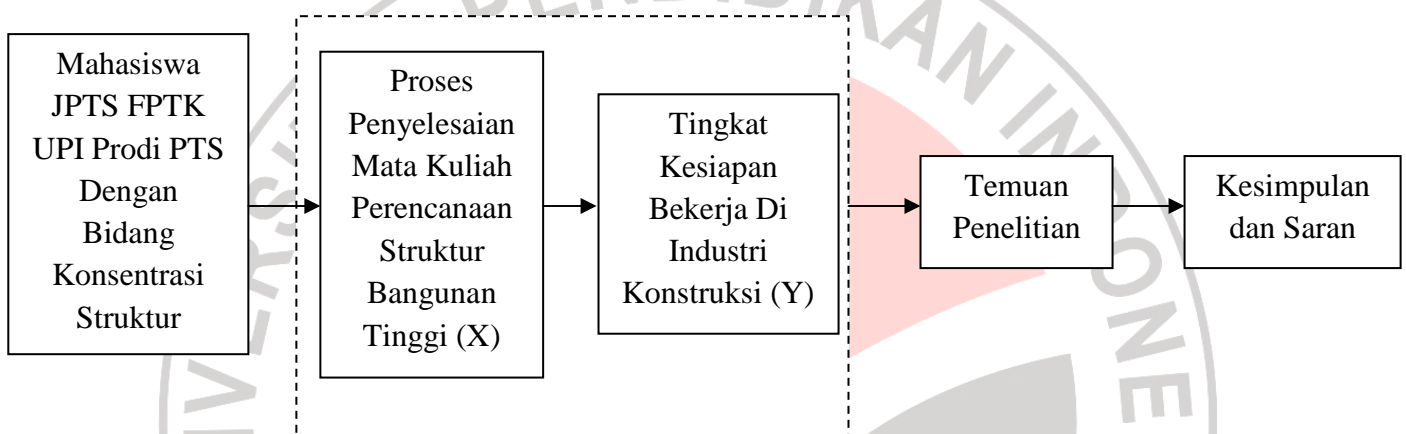 Mahasiswa
JPTS FPTK
UPI Prodi PTS
Dengan
Bidang
Konsentrasi
Struktur
Proses
Penyelesaian
Mata Kuliah
Perencanaan
Struktur
Bangunan
Tinggi (X)
Tingkat
Kesiapan
Bekerja Di
Industri
Konstruksi (Y)
Temuan
Penelitian
Kesimpulan
dan Saran